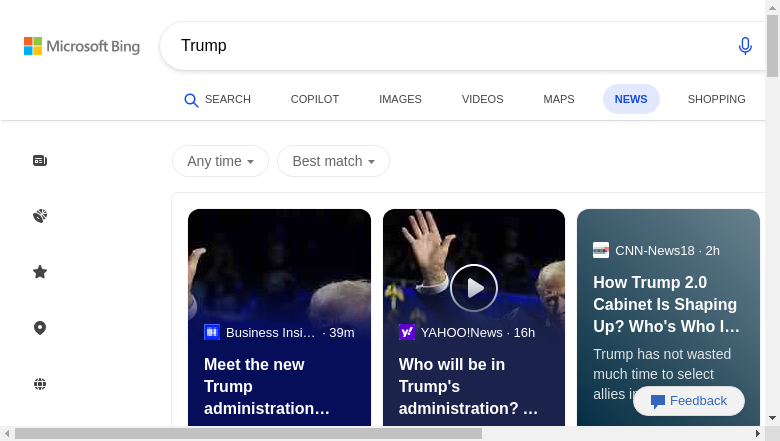 Microsoft Bing
Trump
SEARCH
COPILOT
IMAGES
VIDEOS
MAPS
NEWS
SHOPPING
Any time
Best match
Business Insi… · 39m
Meet the new
Trump
administration…
YAHOO!News · 16h
Who will be in
Trump's
administration? …
CNN-News18 · 2h
How Trump 2.0
Cabinet Is Shaping
Up? Who's Who I…
Trump has not wasted
much time to select
allies in
Feedback